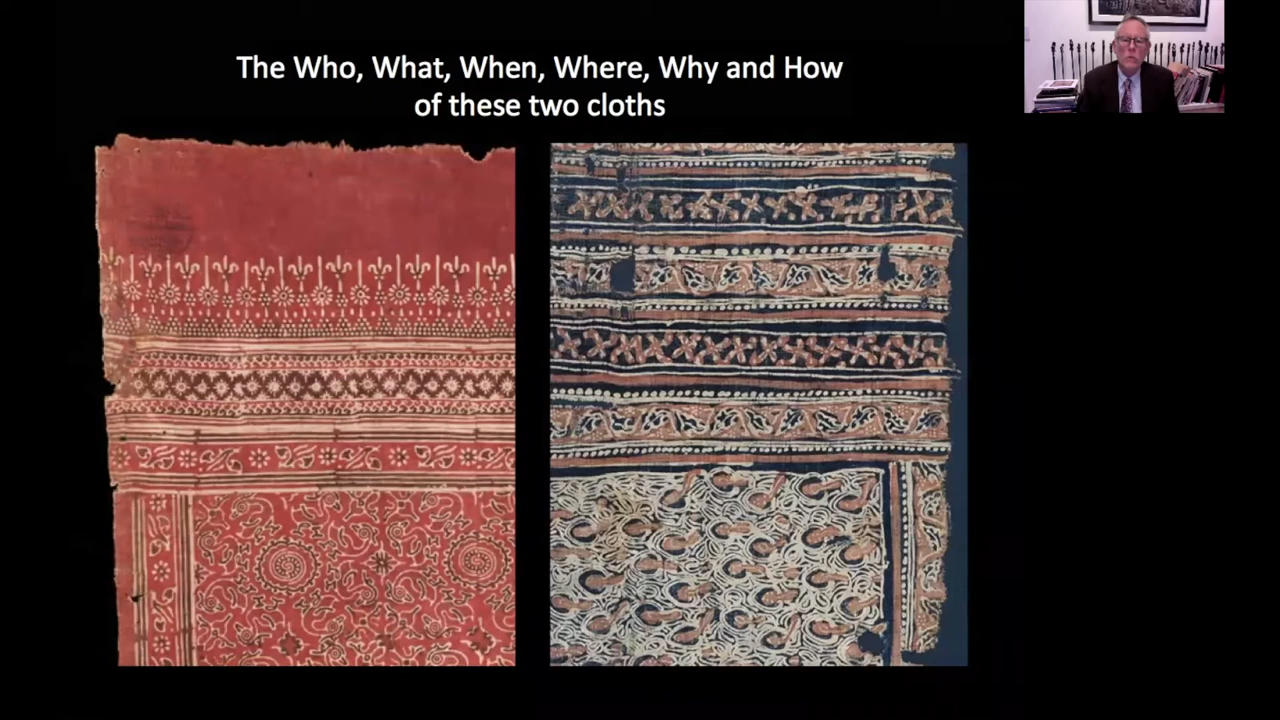 The Who, What, When, Where, Why and How
of these two cloths